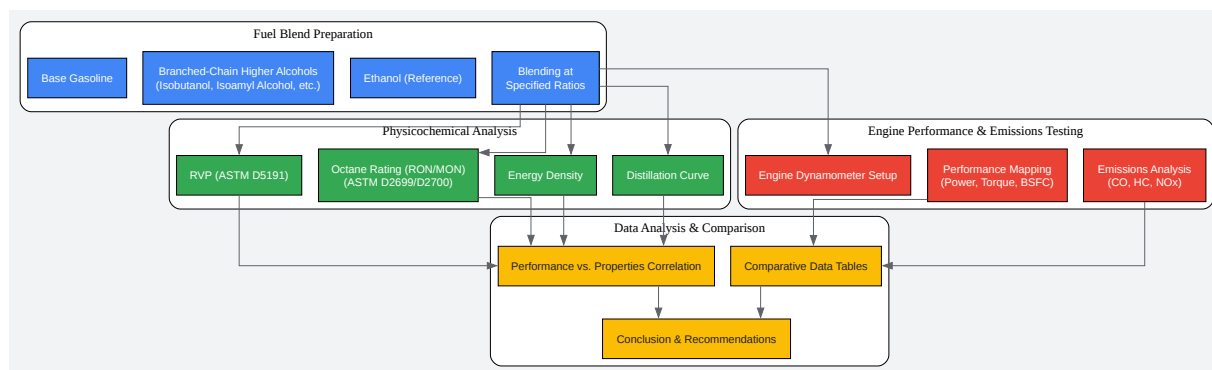 Fuel Blend Preparation
Base Gasoline
Branched-Chain Higher Alcohols
(Isobutanol, Isoamyl Alcohol, etc.)
Ethanol (Reference)
Blending at
Specified Ratios
Physicochemical Analysis
RVP (ASTM D5191)
Octane Rating (RON/MON)
(ASTM D2699/D2700)
Energy Density
Distillation Curve
Engine Performance & Emissions Testing
Engine Dynamometer Setup
Performance Mapping
(Power, Torque, BSFC)
Emissions Analysis
(CO, HC, NOx)
Data Analysis & Comparison
Performance vs. Properties Correlation
Comparative Data Tables
Conclusion & Recommendations